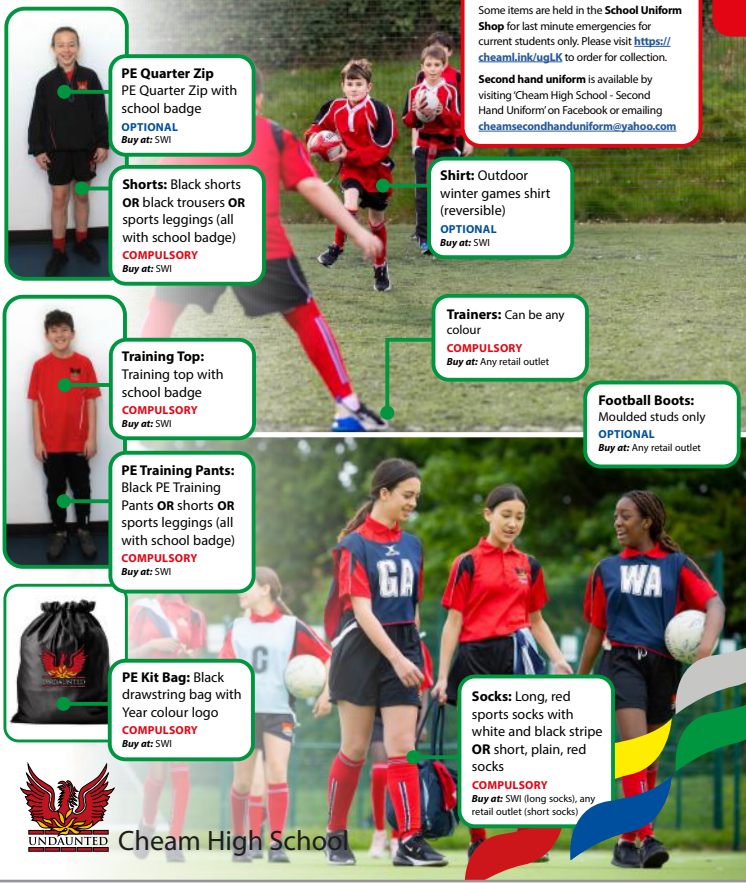 Some items are held in the School Uniform
Shop for last minute emergencies for
current students only. Please visit https://
cheaml.ink/ugLK to order for collection.
Second hand uniform is available by
visiting 'Cheam High School - Second
Hand Uniform' on Facebook or emailing
cheamsecondhanduniform@yahoo.com
PE Quarter Zip
PE Quarter Zip with
school badge
OPTIONAL
Buy at: SWI
Shorts: Black shorts
OR black trousers OR
sports leggings (all
with school badge)
COMPULSORY
Buy at: SWI
Shirt: Outdoor
winter games shirt
(reversible)
OPTIONAL
Buy at: SWI
Trainers: Can be any
colour
COMPULSORY
Buy at: Any retail outlet
Training Top:
Training top with
school badge
COMPULSORY
Buy at: SWI
Football Boots:
Moulded studs only
OPTIONAL
Buy at: Any retail outlet
PE Training Pants:
Black PE Training
Pants OR shorts OR
sports leggings (all
with school badge)
COMPULSORY
Buy at: SWI
GA
WA
C
UNDAUNTED
PE Kit Bag: Black
drawstring bag with
Year colour logo
COMPULSORY
Buy at: SWI
Socks: Long, red
sports socks with
white and black stripe
OR short, plain, red
socks
COMPULSORY
Buy at: SWI (long socks), any
retail outlet (short socks)
UNDAUNTED
Cheam High School